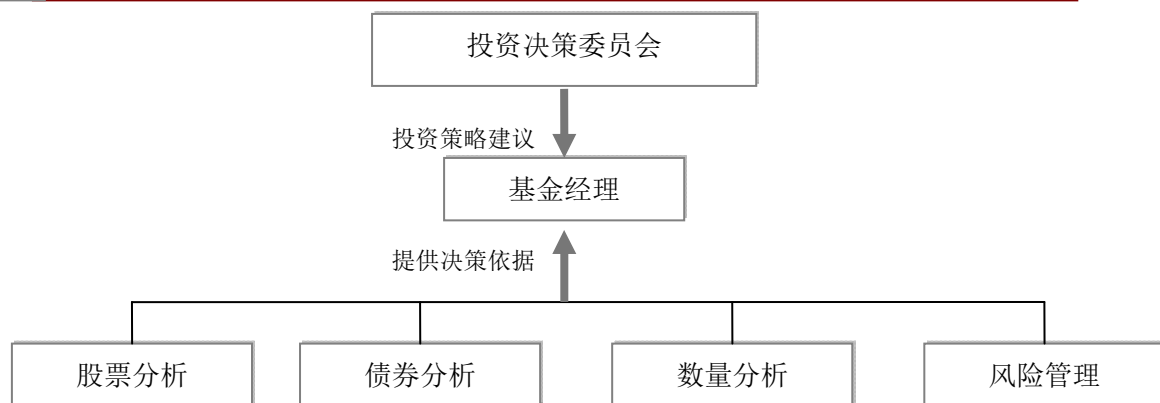 投资决策委员会
投资策略建议
基金经理
提供决策依据
股票分析 债券分析 数量分析 风险管理